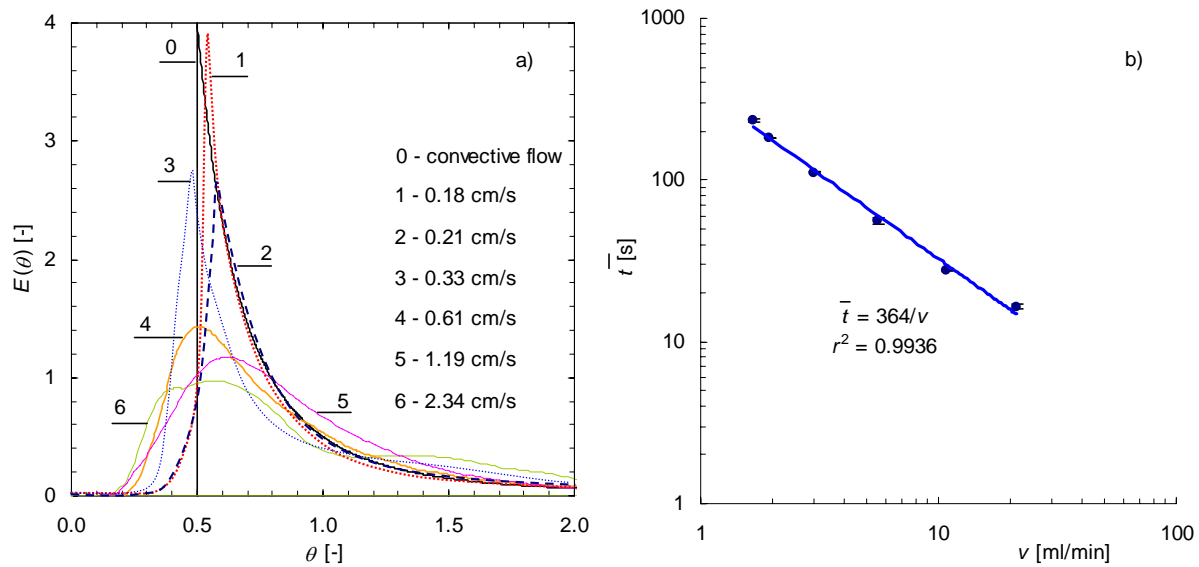 4
3
2
1
0
E(θ) [-]
0.0
0.5
1.0
1.5
2.0
θ [-]
a)
0
1
3
2
4
5
6
0 - convective flow
1 - 0.18 cm/s
2 - 0.21 cm/s
3 - 0.33 cm/s
4 - 0.61 cm/s
5 - 1.19 cm/s
6 - 2.34 cm/s
b)
1000
100
10
1
t̅ [s]
t̅ = 364/v
r² = 0.9936
1
10
100
v [ml/min]